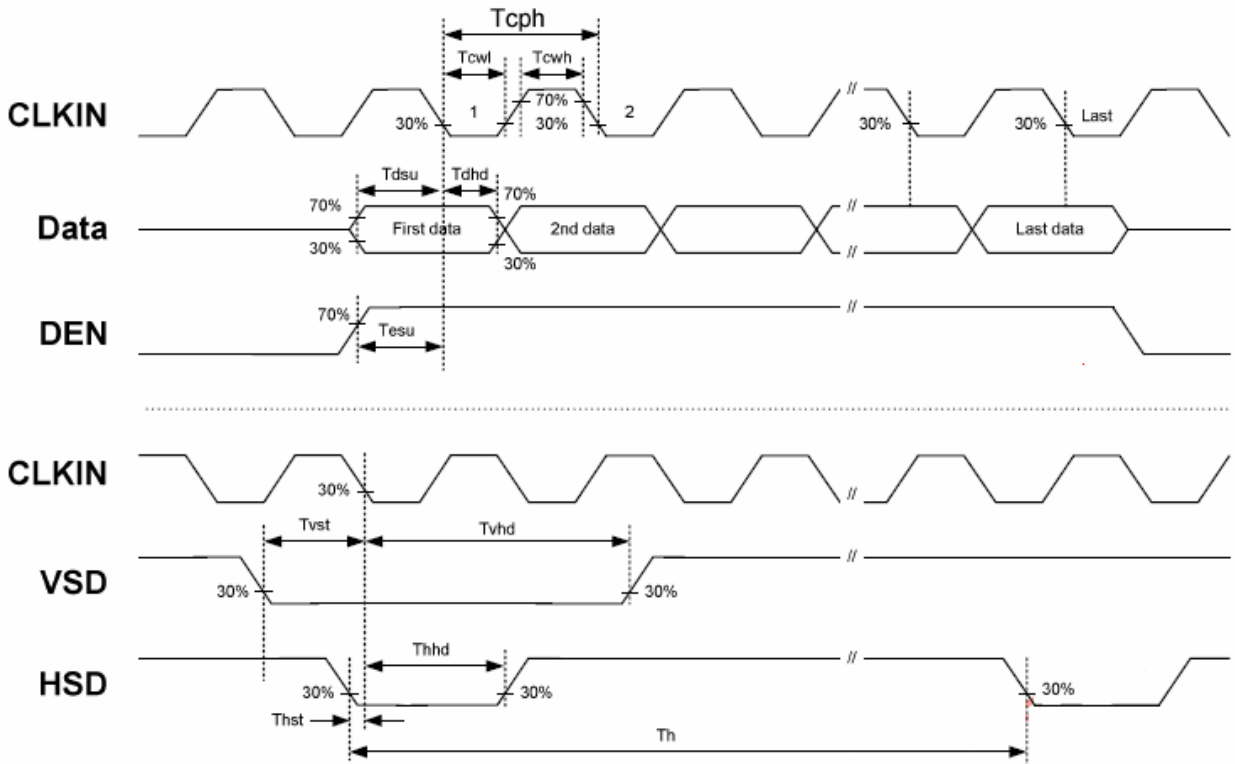 Tcph
Tcwl Tcwh
CLKIN 30% 1 70% 30% 2 // 30% 30% Last
Tdsu Tdhd
70% 70%
Data First data 2nd data // // Last data
30% 30%
DEN 70% Tesu //
CLKIN 30% //
Tvst Tvhd
VSD 30% 30% //
Thhd
HSD 30% 30% // 30%
Thst
Th